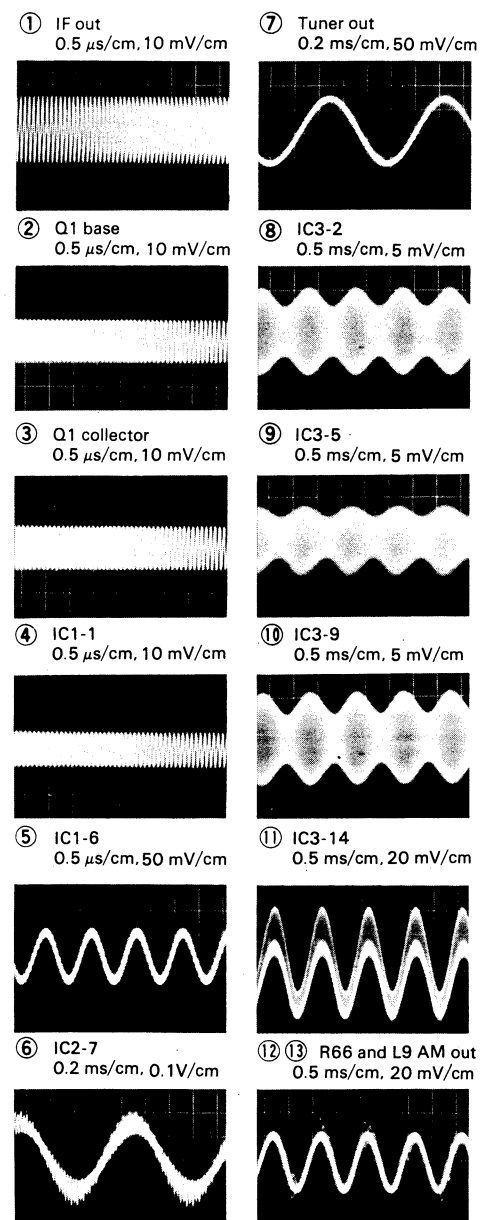 ① IF out
0.5 μs/cm, 10 mV/cm
② Q1 base
0.5 μs/cm, 10 mV/cm
③ Q1 collector
0.5 μs/cm, 10 mV/cm
④ IC1-1
0.5 μs/cm, 10 mV/cm
⑤ IC1-6
0.5 μs/cm, 50 mV/cm
⑥ IC2-7
0.2 ms/cm, 0.1V/cm
⑦ Tuner out
0.2 ms/cm, 50 mV/cm
⑧ IC3-2
0.5 ms/cm, 5 mV/cm
⑨ IC3-5
0.5 ms/cm, 5 mV/cm
⑩ IC3-9
0.5 ms/cm, 5 mV/cm
⑪ IC3-14
0.5 ms/cm, 20 mV/cm
⑫ ⑬ R66 and L9 AM out
0.5 ms/cm, 20 mV/cm